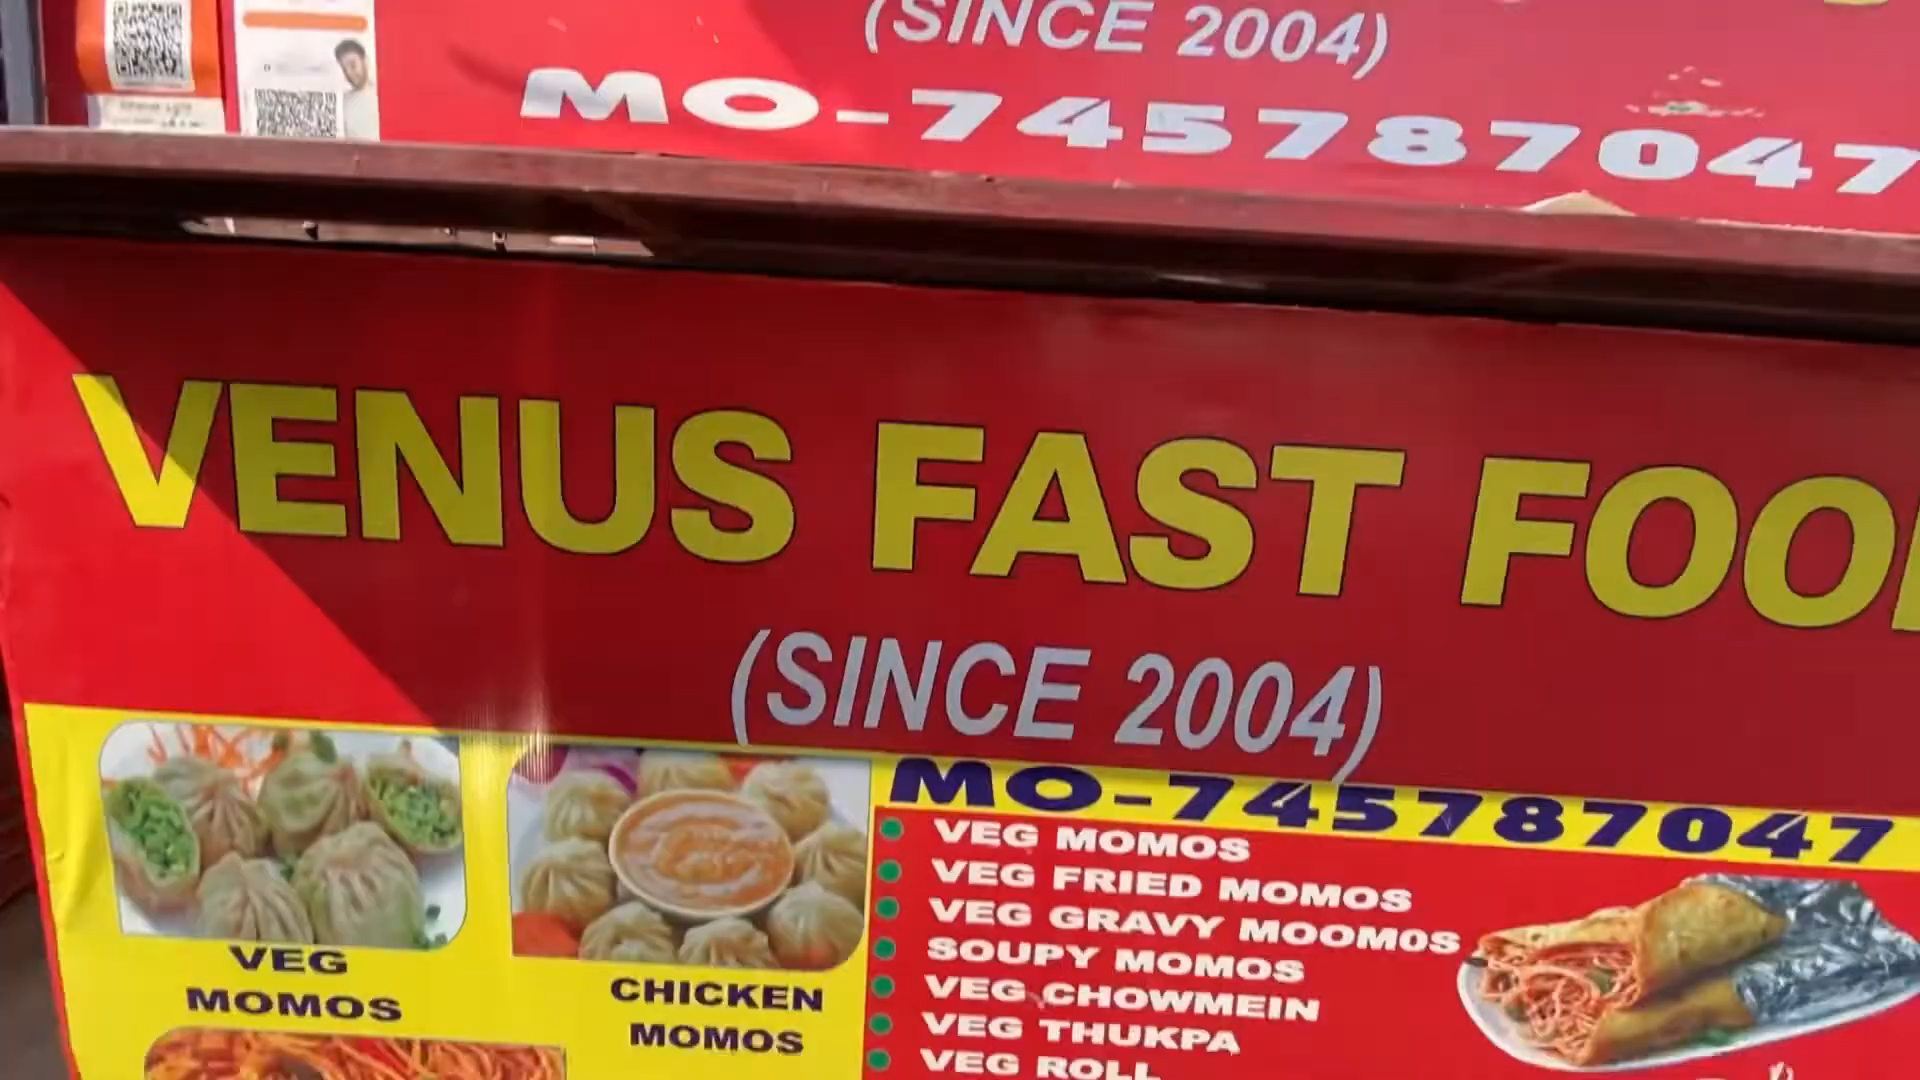 (SINCE 2004)
MO-745787047
VENUS FAST FOO
(SINCE 2004)
MO-745787047
VEG MOMOS
VEG FRIED MOMOS
VEG GRAVY MOOMOS
SOUPY MOMOS
VEG CHOWMEIN
VEG THUKPA
VEG ROLL
VEG
MOMOS
CHICKEN
MOMOS